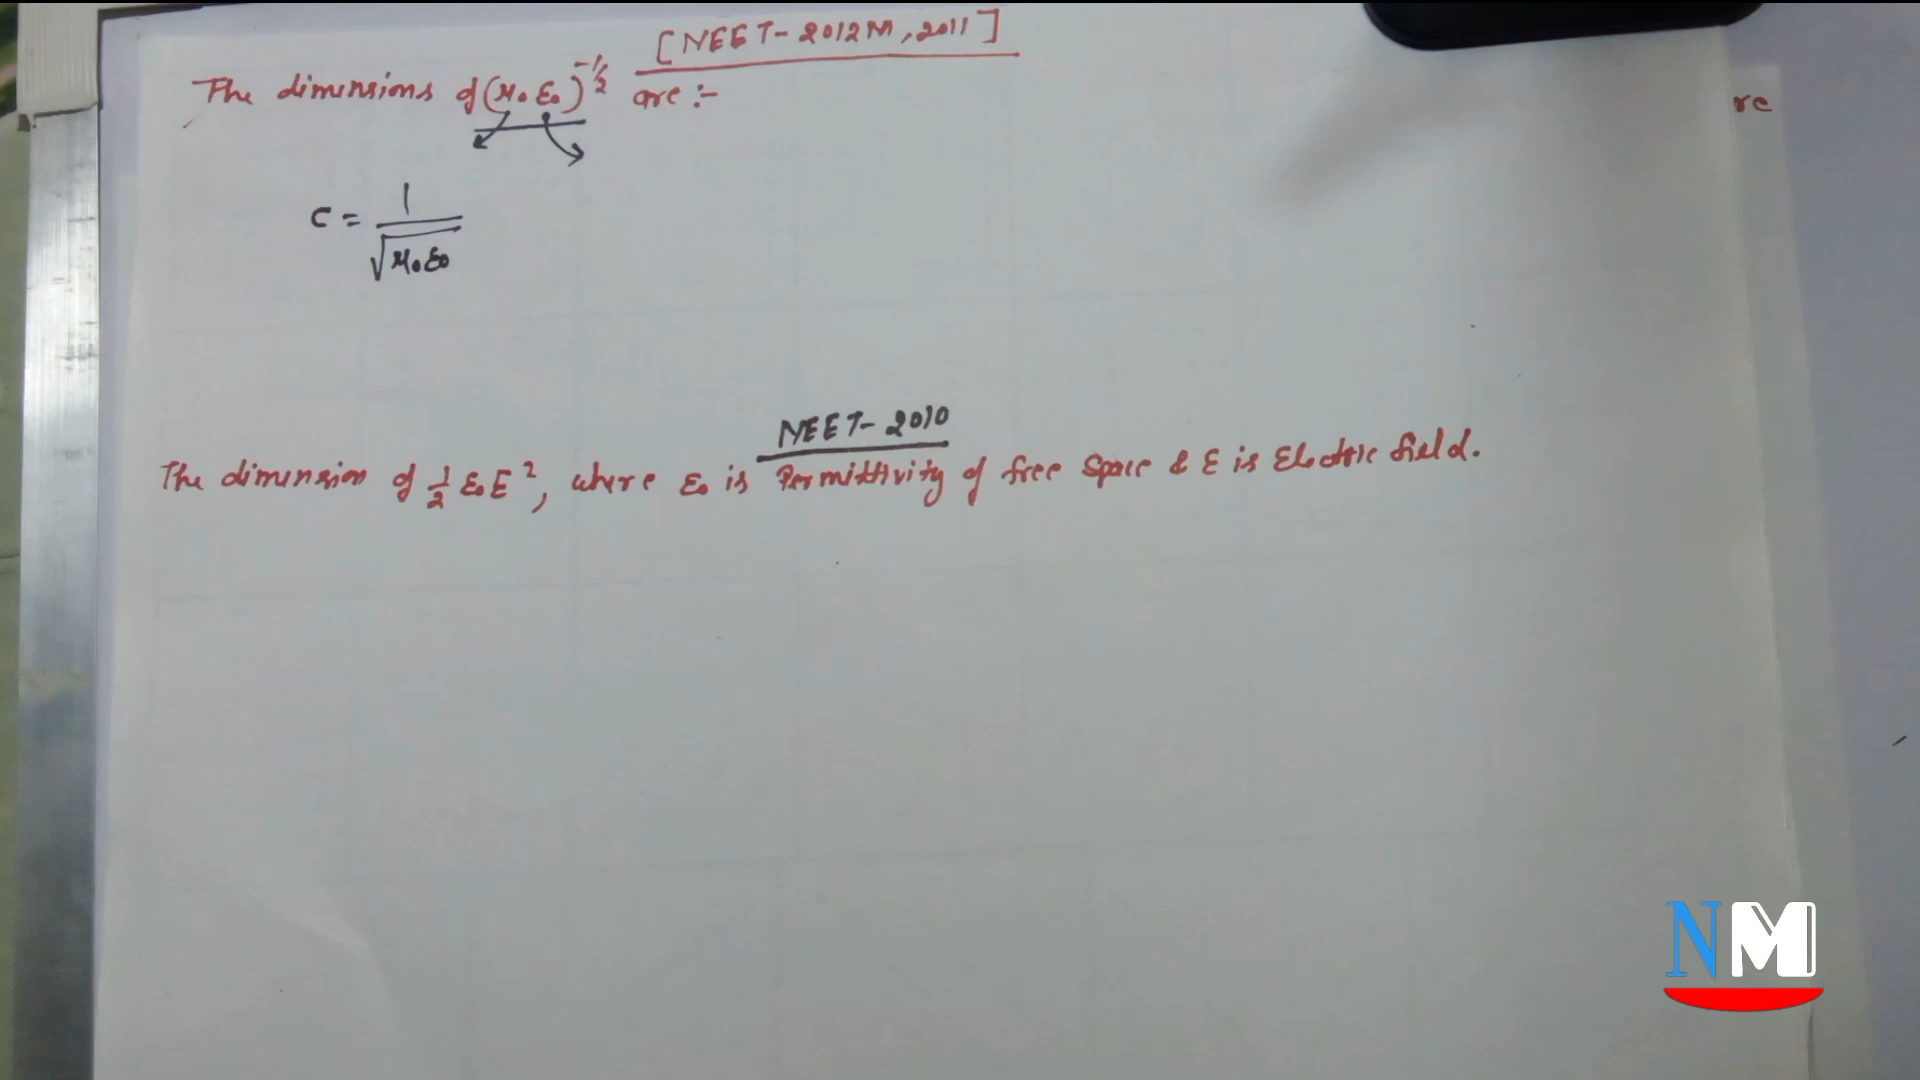 [NEET-2012M, 2011]
The dimensions of (μ₀ ε₀)^-1/2 are :-
re
C = 1/√μ₀ε₀
NEET-2010
The dimension of 1/2 ε₀E², where ε₀ is Permittivity of free space & E is Electric field.
NM